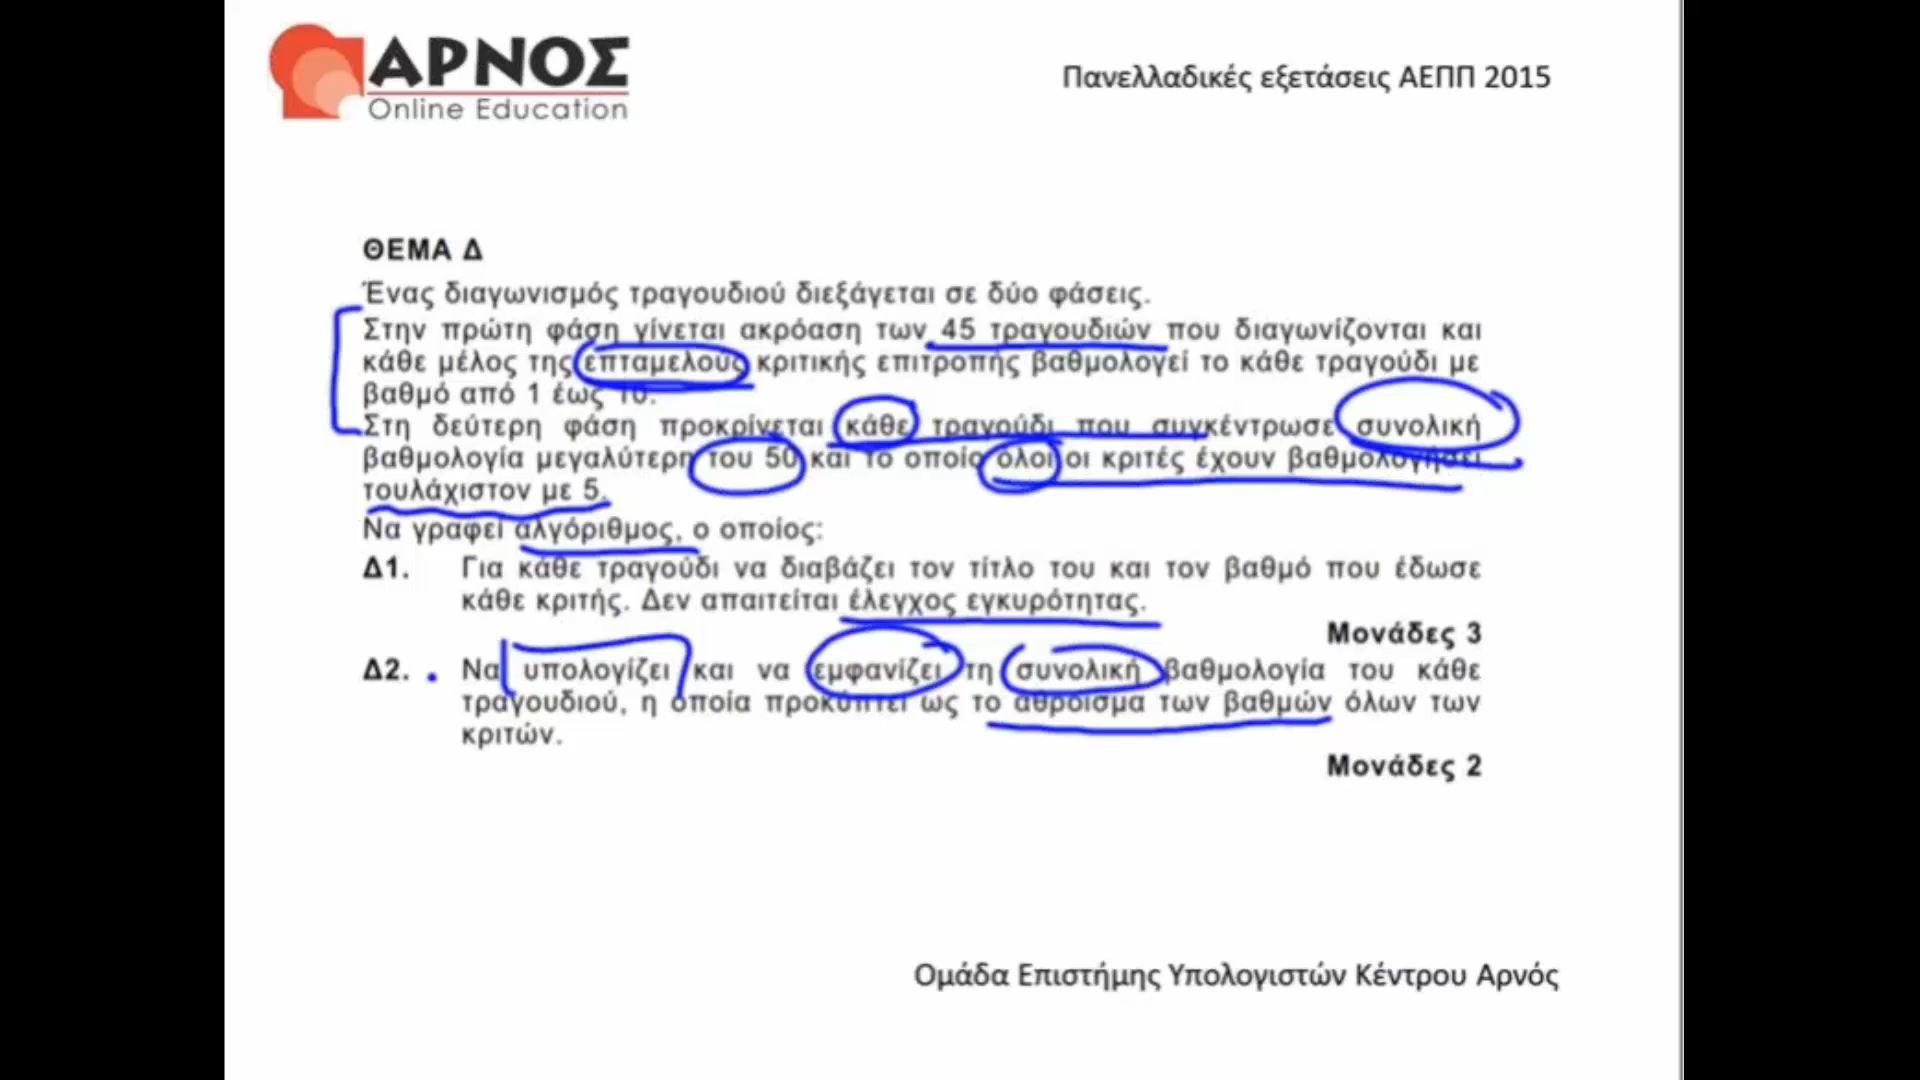 ΑΡΝΟΣ
Online Education
Πανελλαδικές εξετάσεις ΑΕΠΠ 2015
ΘΕΜΑ Δ
Ένας διαγωνισμός τραγουδιού διεξάγεται σε δύο φάσεις.
Στην πρώτη φάση γίνεται ακρόαση των 45 τραγουδιών που διαγωνίζονται και
κάθε μέλος της επταμελούς κριτικής επιτροπής βαθμολογεί το κάθε τραγούδι με
βαθμό από 1 έως 10.
Στη δεύτερη φάση προκρίνεται κάθε τραγούδι που συγκέντρωσε συνολική
βαθμολογία μεγαλύτερη του 50 και το οποίο όλοι οι κριτές έχουν βαθμολογήσει
τουλάχιστον με 5.
Να γραφεί αλγόριθμος, ο οποίος:
Δ1. Για κάθε τραγούδι να διαβάζει τον τίτλο του και τον βαθμό που έδωσε
κάθε κριτής. Δεν απαιτείται έλεγχος εγκυρότητας.
Μονάδες 3
Δ2. Να υπολογίζει και να εμφανίζει τη συνολική βαθμολογία του κάθε
τραγουδιού, η οποία προκύπτει ως το άθροισμα των βαθμών όλων των
κριτών.
Μονάδες 2
Ομάδα Επιστήμης Υπολογιστών Κέντρου Αρνός